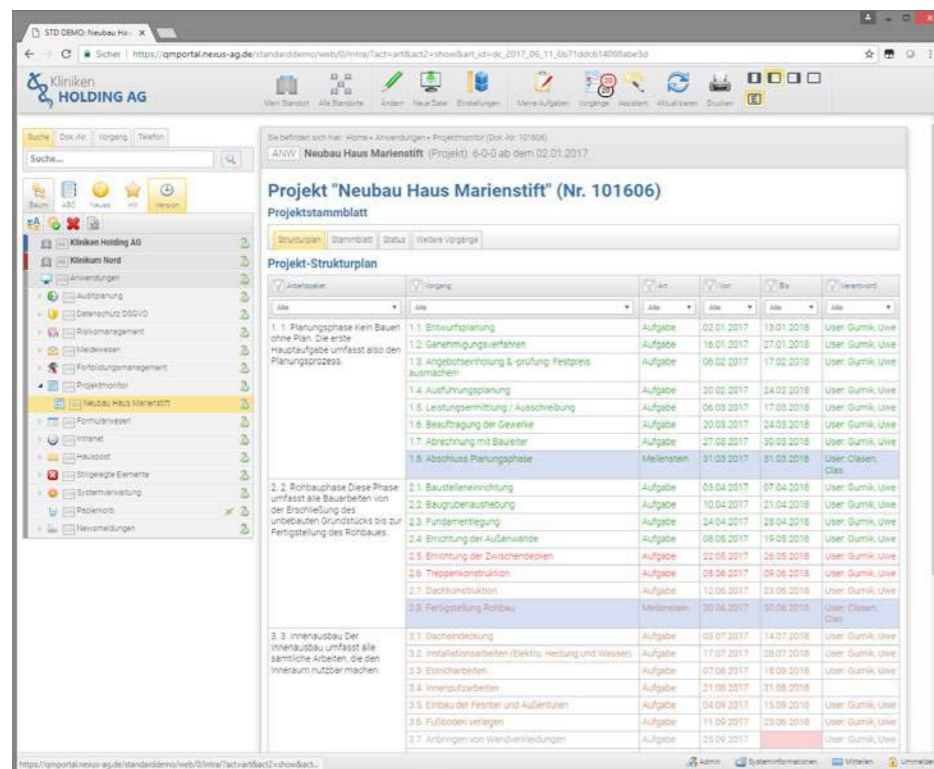 STD DEMO: Neubau Ha
Sicher | https://qmportal.nexus-ag.de/standarddemo/web/0/intra/?act=art&act2=show&art_id=dc_2017_06_11_6b71ddc614008abe3d
Kliniken
HOLDING AG
Mein Standort Alle Standorte Ändern Neue Datei Einstellungen Meine Aufgaben Vorgänge Assistent Aktualisieren Drucken
Suche Dok.-Nr. Vorgang Telefon
Suche...
Baum ABC Neues Hit Version
Kliniken Holding AG
Klinikum Nord
Anwendungen
Auditplanung
Datenschutz DSGVO
Risikomanagement
Meldewesen
Fortbildungsmanagement
Projektmonitor
Neubau Haus Marienstift
Formularwesen
Intranet
Hauspost
Stillgelegte Elemente
Systemverwaltung
Papierkorb
Newsmeldungen
Sie befinden sich hier: Home » Anwendungen » Projektmonitor (Dok.-Nr: 101606)
ANW Neubau Haus Marienstift (Projekt) 6-0-0 ab dem 02.01.2017
Projekt "Neubau Haus Marienstift" (Nr. 101606)
Projektstammblatt
Strukturplan Stammblatt Status Weitere Vorgänge
Projekt-Strukturplan
Arbeitspaket Vorgang Art Von Bis Verantwortl
Alle Alle Alle Alle Alle Alle
1. 1. Planungsphase Kein Bauen
ohne Plan. Die erste
Hauptaufgabe umfasst also den
Planungsprozess.
1.1. Entwurfsplanung Aufgabe 02.01.2017 13.01.2018 User: Gurnik, Uwe
1.2. Genehmigungsverfahren Aufgabe 16.01.2017 27.01.2018 User: Gurnik, Uwe
1.3. Angebotseinholung & -prüfung: Festpreis
ausmachen Aufgabe 06.02.2017 17.02.2018 User: Gurnik, Uwe
1.4. Ausführungsplanung Aufgabe 20.02.2017 24.02.2018 User: Gurnik, Uwe
1.5. Leistungsermittlung / Ausschreibung Aufgabe 06.03.2017 17.03.2018 User: Gurnik, Uwe
1.6. Beauftragung der Gewerke Aufgabe 20.03.2017 24.03.2018 User: Gurnik, Uwe
1.7. Abrechnung mit Bauleiter Aufgabe 27.03.2017 30.03.2018 User: Gurnik, Uwe
1.8. Abschluss Planungsphase Meilenstein 31.03.2017 31.03.2018 User: Clasen,
Clas
2. 2. Rohbauphase Diese Phase
umfasst alle Bauarbeiten von
der Erschließung des
unbebauten Grundstücks bis zur
Fertigstellung des Rohbaues.
2.1. Baustelleneinrichtung Aufgabe 03.04.2017 07.04.2018 User: Gurnik, Uwe
2.2. Baugrubenaushebung Aufgabe 10.04.2017 21.04.2018 User: Gurnik, Uwe
2.3. Fundamentlegung Aufgabe 24.04.2017 28.04.2018 User: Gurnik, Uwe
2.4. Errichtung der Außenwände Aufgabe 08.05.2017 19.05.2018 User: Gurnik, Uwe
2.5. Errichtung der Zwischendecken Aufgabe 22.05.2017 26.05.2018 User: Gurnik, Uwe
2.6. Treppenkonstruktion Aufgabe 05.06.2017 09.06.2018 User: Gurnik, Uwe
2.7. Dachkonstruktion Aufgabe 12.06.2017 23.06.2018 User: Gurnik, Uwe
2.8. Fertigstellung Rohbau Meilenstein 30.06.2017 30.06.2018 User: Clasen,
Clas
3. 3. Innenausbau Der
Innenausbau umfasst alle
sämtliche Arbeiten, die den
Inneraum nutzbar machen.
3.1. Dacheindeckung Aufgabe 03.07.2017 14.07.2018 User: Gurnik, Uwe
3.2. Installationsarbeiten (Elektro, Heizung und Wasser) Aufgabe 17.07.2017 28.07.2018 User: Gurnik, Uwe
3.3. Estricharbeiten Aufgabe 07.08.2017 18.08.2018 User: Gurnik, Uwe
3.4. Innenputzarbeiten Aufgabe 21.08.2017 31.08.2018
3.5. Einbau der Fesnter und Außentüren Aufgabe 04.09.2017 15.09.2018 User: Gurnik, Uwe
3.6. Fußboden verlegen Aufgabe 11.09.2017 23.06.2018 User: Gurnik, Uwe
3.7. Anbringen von Wandverkleidungen Aufgabe 25.09.2017 User: Gurnik, Uwe
https://qmportal.nexus-ag.de/standarddemo/web/0/intra/?act=art&act2=show&act...
Admin Systeminformationen Mitteilen Ummelden